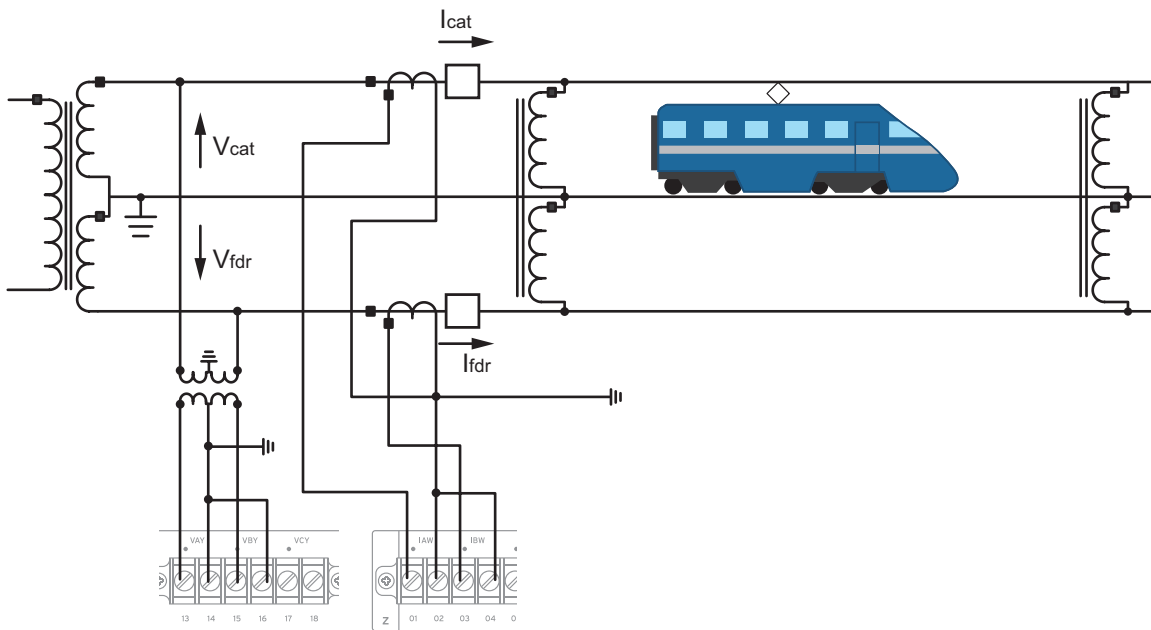 Icat
Vcat
Vfdr
Ifdr
VAY VBY VCY
IAW IBW
13 14 15 16 17 18
Z 01 02 03 04 0